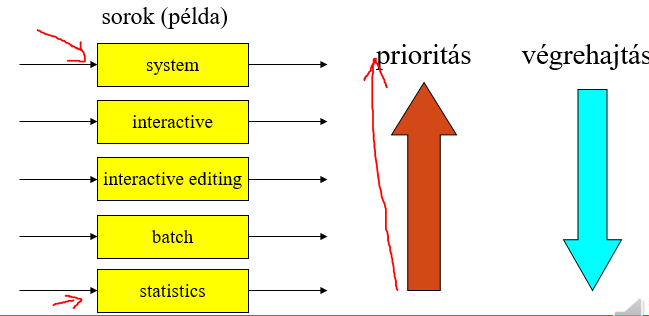 sorok (példa)
prioritás
végrehajtás
system
interactive
interactive editing
batch
statistics